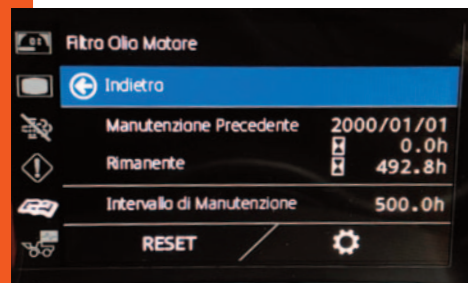 Filtro Olio Motore
Indietro
Manutenzione Precedente 2000/01/01
0.0h
Rimanente 492.8h
Intervallo di Manutenzione 500.0h
RESET